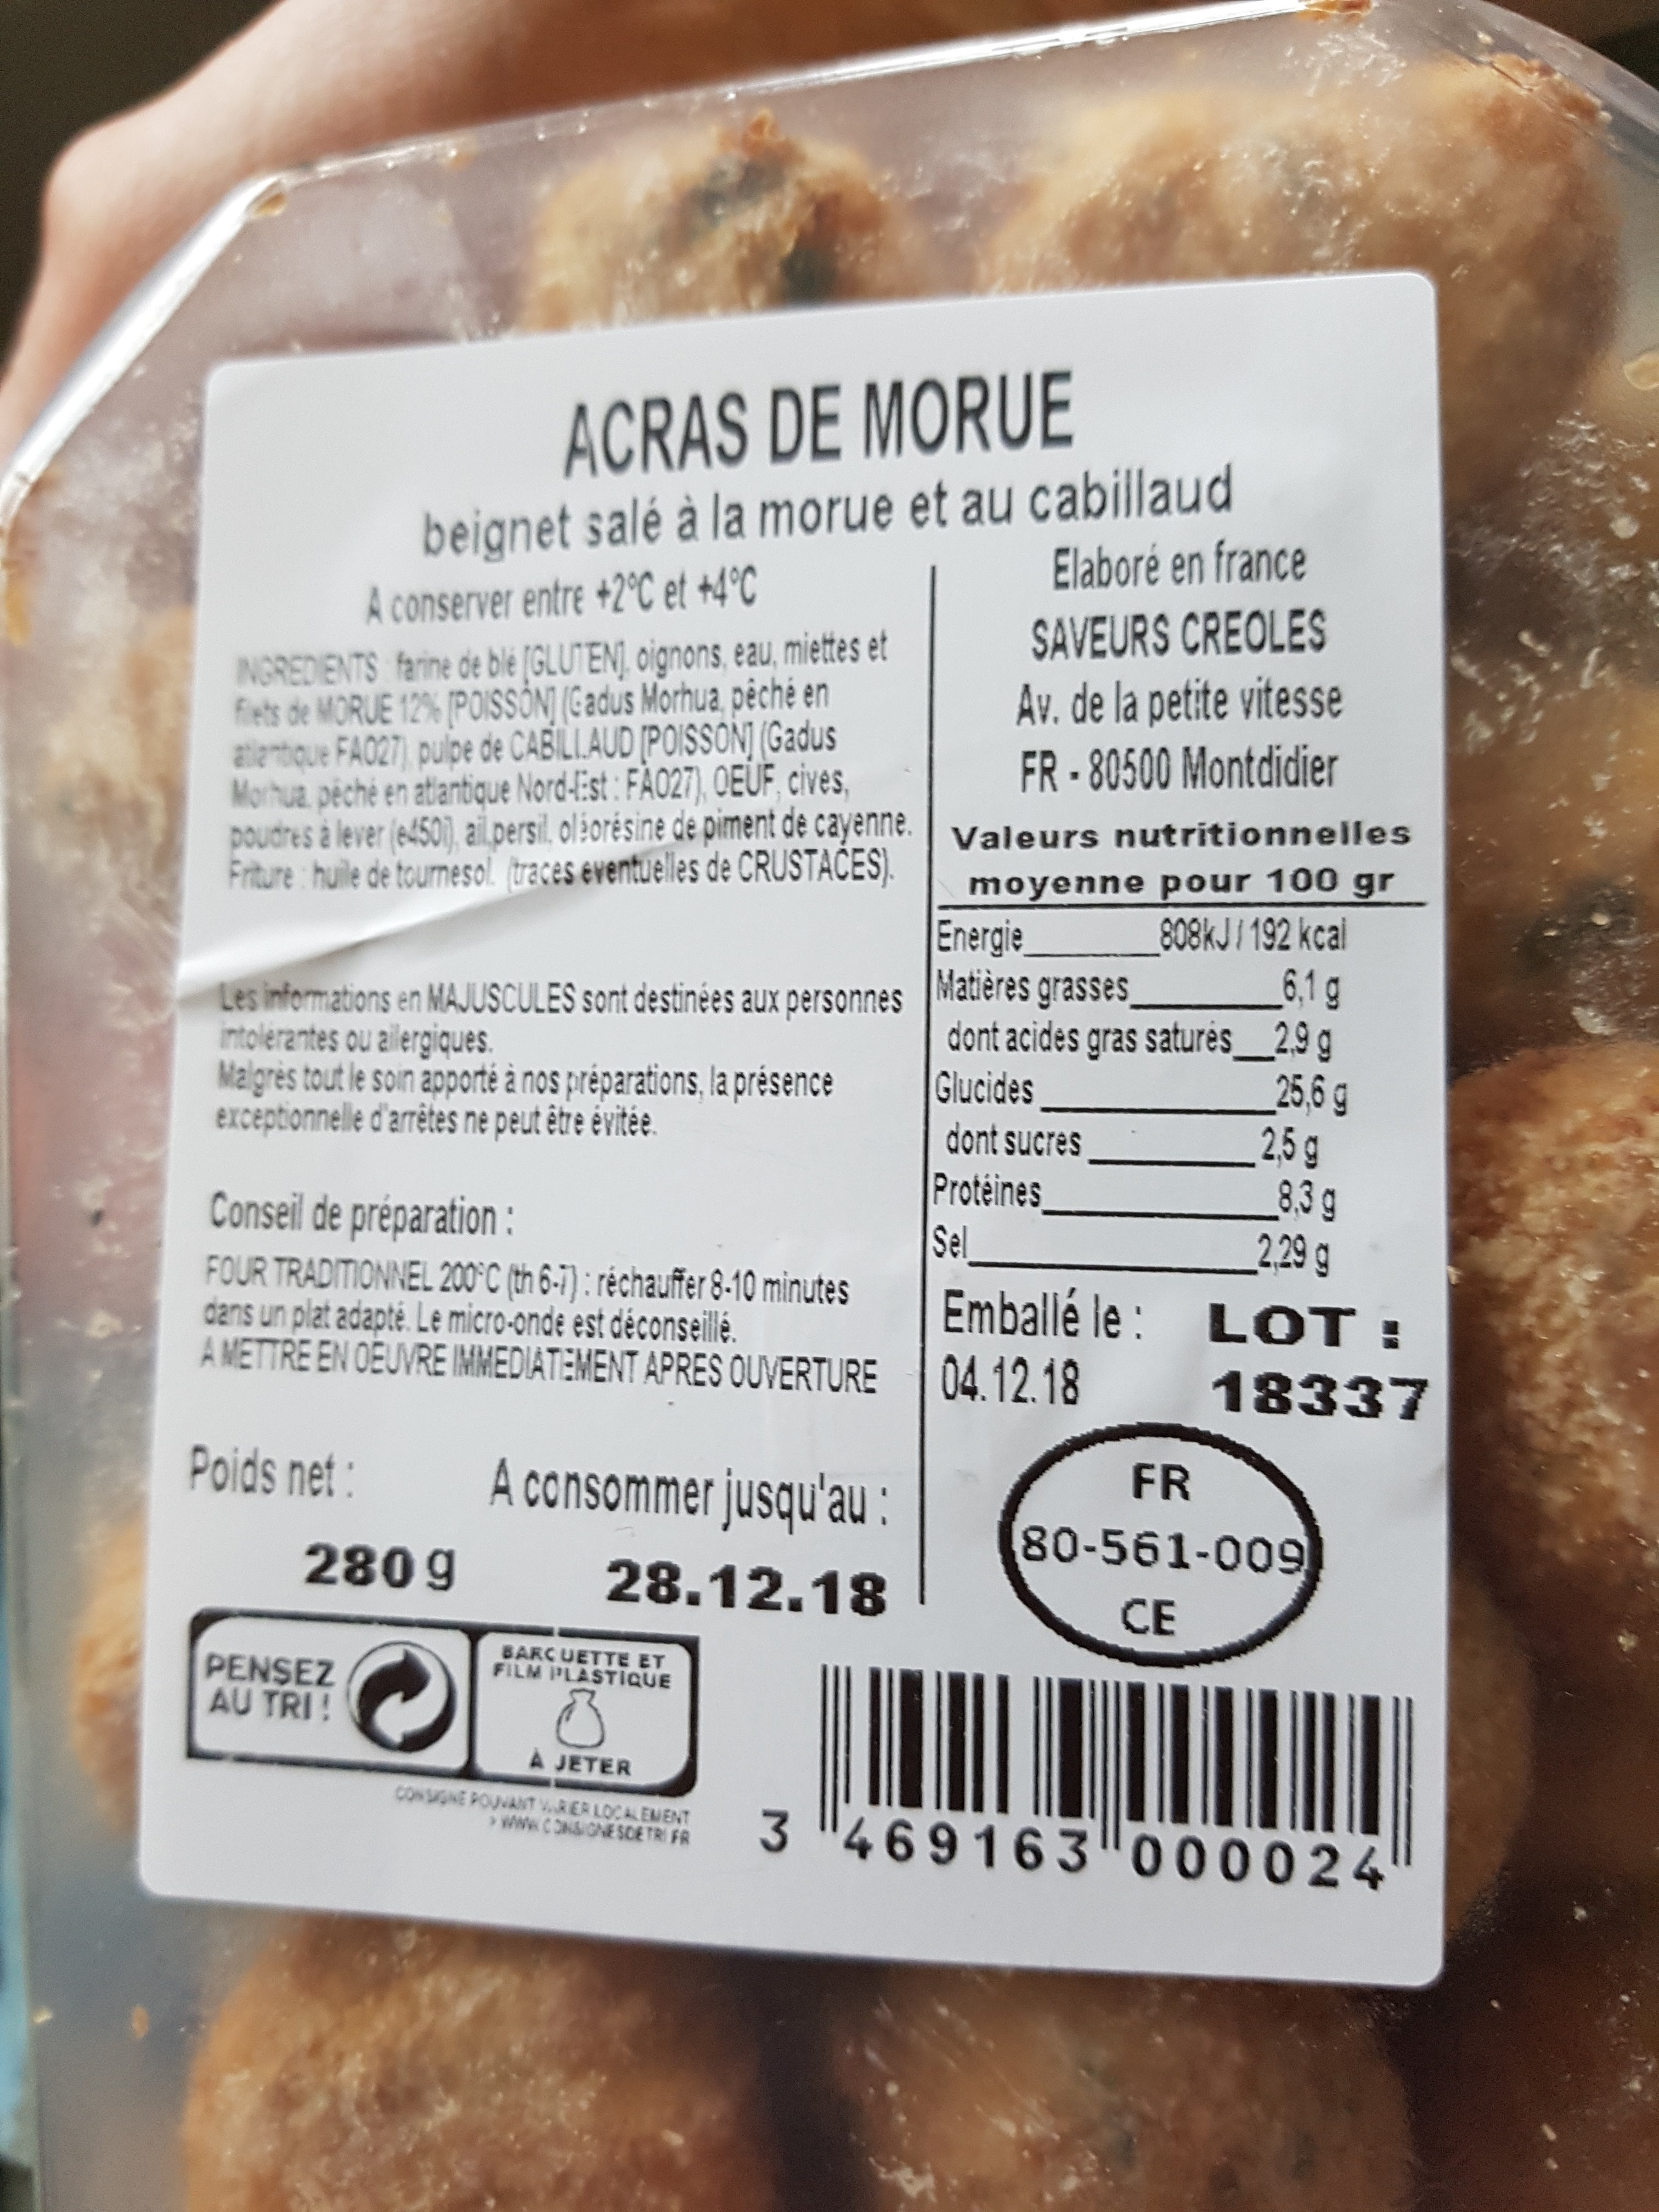 ACRAS DE MORUE
beignet salé à la morue et au cabillaud
A conserver entre +2°C et +4°C
INGREDIENTS : farine de blé [GLUTEN], oignons, eau, miettes et
filets de MORUE 12% [POISSON] (Gadus Morhua, pêché en
atlantique FAO27), pulpe de CABILLAUD [POISSON] (Gadus
Morhua, pêché en atlantique Nord-Est : FAO27), OEUF, cives,
poudres à lever (e450i), ail,persil, oléorésine de piment de cayenne.
Friture : huile de tournesol. (traces éventuelles de CRUSTACES).
Les informations en MAJUSCULES sont destinées aux personnes
intolérantes ou allergiques.
Malgrès tout le soin apporté à nos préparations, la présence
exceptionnelle d'arrêtes ne peut être évitée.
Conseil de préparation :
FOUR TRADITIONNEL 200°C (th 6-7) : réchauffer 8-10 minutes
dans un plat adapté. Le micro-onde est déconseillé.
A METTRE EN OEUVRE IMMEDIATEMENT APRES OUVERTURE
Poids net :
280 g
A consommer jusqu'au :
28.12.18
PENSEZ
AU TRI !
BARQUETTE ET
FILM PLASTIQUE
À JETER
CONSIGNE POUVANT VARIER LOCALEMENT
> WWW.CONSIGNESDETRI.FR
Elaboré en france
SAVEURS CREOLES
Av. de la petite vitesse
FR - 80500 Montdidier
Valeurs nutritionnelles
moyenne pour 100 gr
Energie 808kJ / 192 kcal
Matières grasses 6,1 g
dont acides gras saturés 2,9 g
Glucides 25,6 g
dont sucres 2,5 g
Protéines 8,3 g
Sel 2,29 g
Emballé le :
04.12.18
LOT :
18337
FR
80-561-009
CE
3 469163 000024